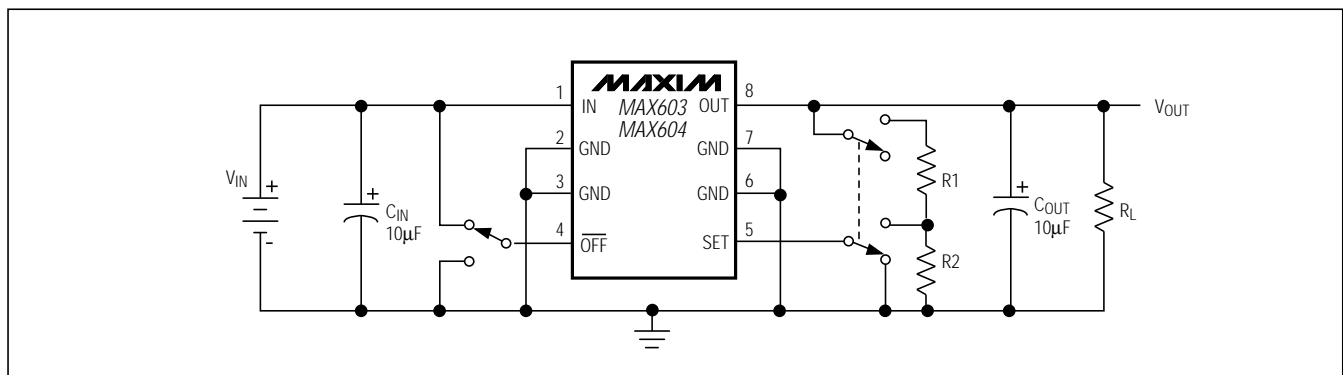 MAXIM
MAX603
MAX604
1
IN
2
GND
3
GND
4
OFF
8
OUT
7
GND
6
GND
5
SET
VIN
+
-
+
CIN
10µF
R1
R2
+
COUT
10µF
RL
VOUT